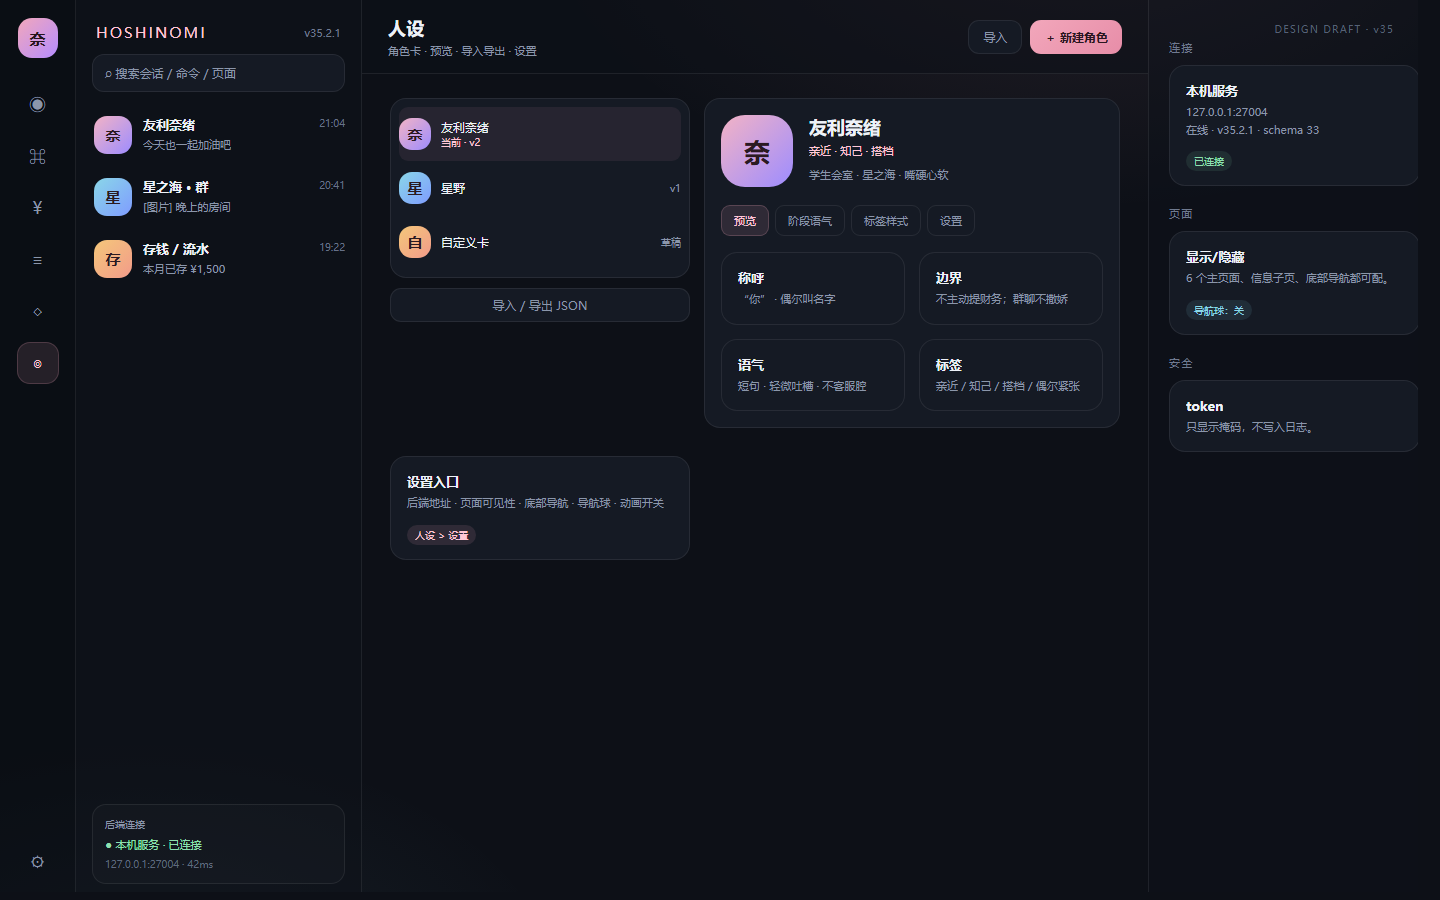 奈
¥
HOSHINOMI
v35.2.1
搜索会话 / 命令 / 页面
奈
友利奈绪
21:04
今天也一起加油吧
星
星之海 • 群
20:41
[图片] 晚上的房间
存
存钱 / 流水
19:22
本月已存 ¥1,500
后端连接
● 本机服务 · 已连接
127.0.0.1:27004 · 42ms
人设
角色卡 · 预览 · 导入导出 · 设置
导入
+ 新建角色
奈
友利奈绪
当前 · v2
星
星野
v1
自
自定义卡
草稿
导入 / 导出 JSON
奈
友利奈绪
亲近 · 知己 · 搭档
学生会室 · 星之海 · 嘴硬心软
预览
阶段语气
标签样式
设置
称呼
“你” · 偶尔叫名字
边界
不主动提财务；群聊不撒娇
语气
短句 · 轻微吐槽 · 不客服腔
标签
亲近 / 知己 / 搭档 / 偶尔紧张
设置入口
后端地址 · 页面可见性 · 底部导航 · 导航球 · 动画开关
人设 > 设置
DESIGN DRAFT · v35
连接
本机服务
127.0.0.1:27004
在线 · v35.2.1 · schema 33
已连接
页面
显示/隐藏
6 个主页面、信息子页、底部导航都可配。
导航球：关
安全
token
只显示掩码，不写入日志。